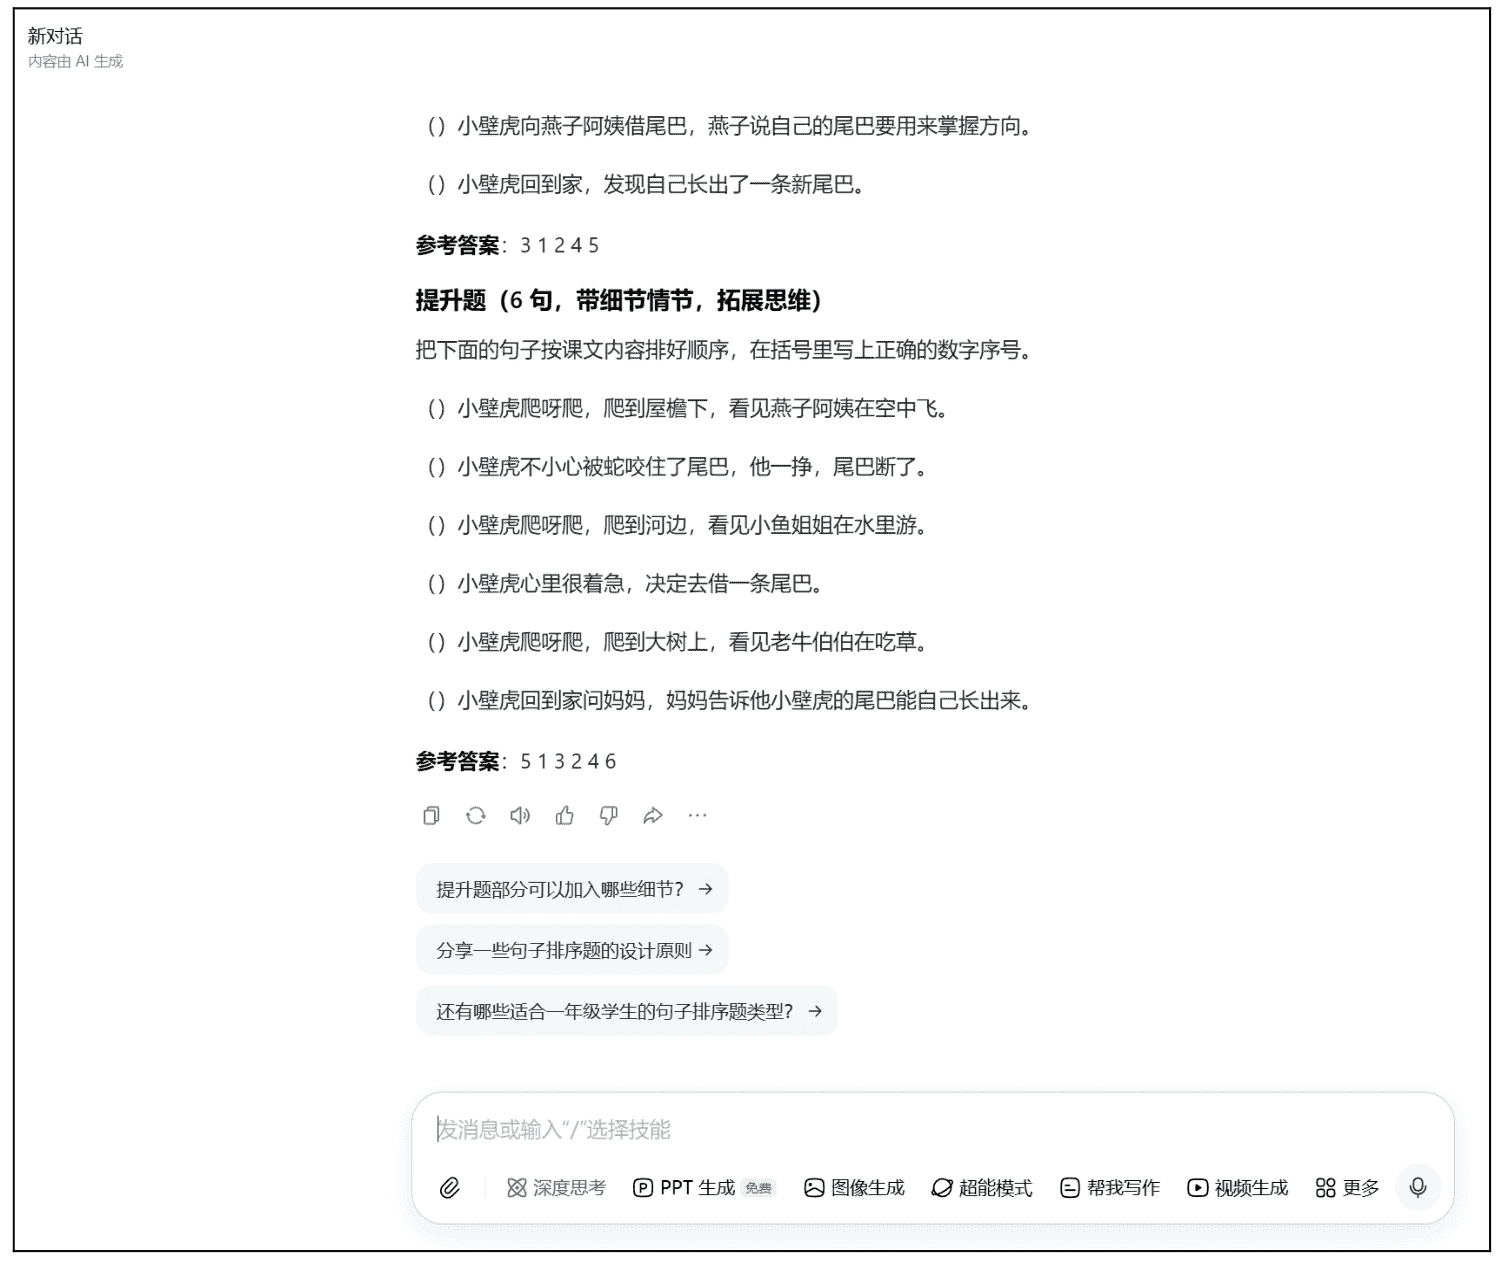 新对话
内容由 AI 生成
（）小壁虎向燕子阿姨借尾巴，燕子说自己的尾巴要用来掌握方向。
（）小壁虎回到家，发现自己长出了一条新尾巴。
参考答案：3 1 2 4 5
提升题（6 句，带细节情节，拓展思维）
把下面的句子按课文内容排好顺序，在括号里写上正确的数字序号。
（）小壁虎爬呀爬，爬到屋檐下，看见燕子阿姨在空中飞。
（）小壁虎不小心被蛇咬住了尾巴，他一挣，尾巴断了。
（）小壁虎爬呀爬，爬到河边，看见小鱼姐姐在水里游。
（）小壁虎心里很着急，决定去借一条尾巴。
（）小壁虎爬呀爬，爬到大树上，看见老牛伯伯在吃草。
（）小壁虎回到家问妈妈，妈妈告诉他小壁虎的尾巴能自己长出来。
参考答案：5 1 3 2 4 6
提升题部分可以加入哪些细节？ →
分享一些句子排序题的设计原则 →
还有哪些适合一年级学生的句子排序题类型？ →
发消息或输入“/”选择技能
深度思考 PPT 生成 免费 图像生成 超能模式 帮我写作 视频生成 更多